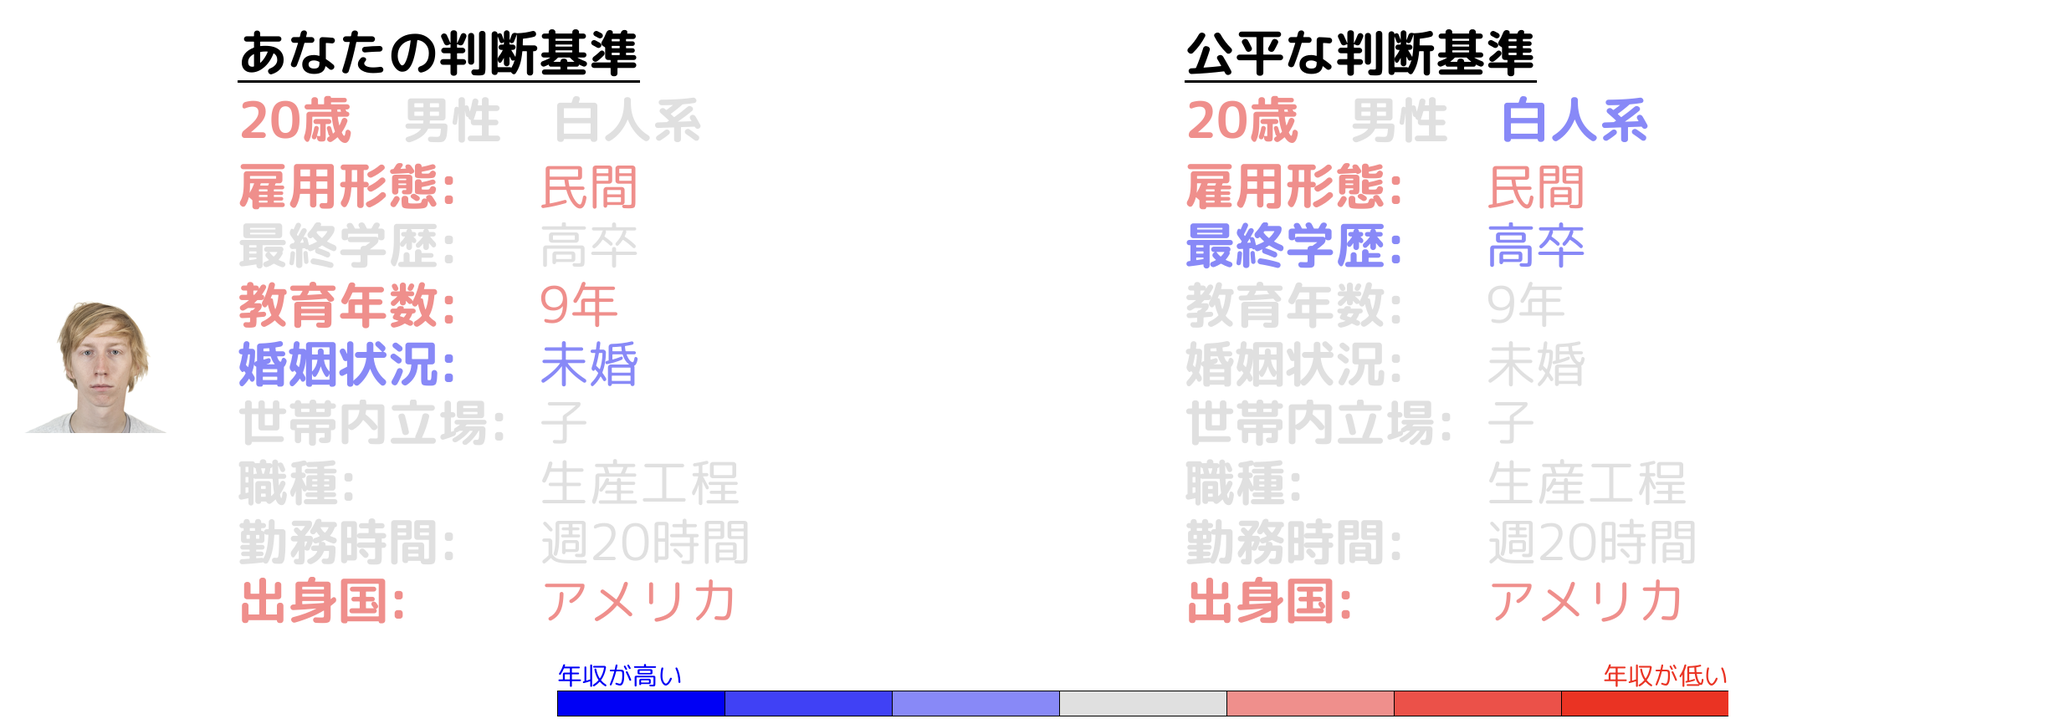 あなたの判断基準
20歳 男性 白人系
雇用形態: 民間
最終学歴: 高卒
教育年数: 9年
婚姻状況: 未婚
世帯内立場: 子
職種: 生産工程
勤務時間: 週20時間
出身国: アメリカ
公平な判断基準
20歳 男性 白人系
雇用形態: 民間
最終学歴: 高卒
教育年数: 9年
婚姻状況: 未婚
世帯内立場: 子
職種: 生産工程
勤務時間: 週20時間
出身国: アメリカ
年収が高い
年収が低い